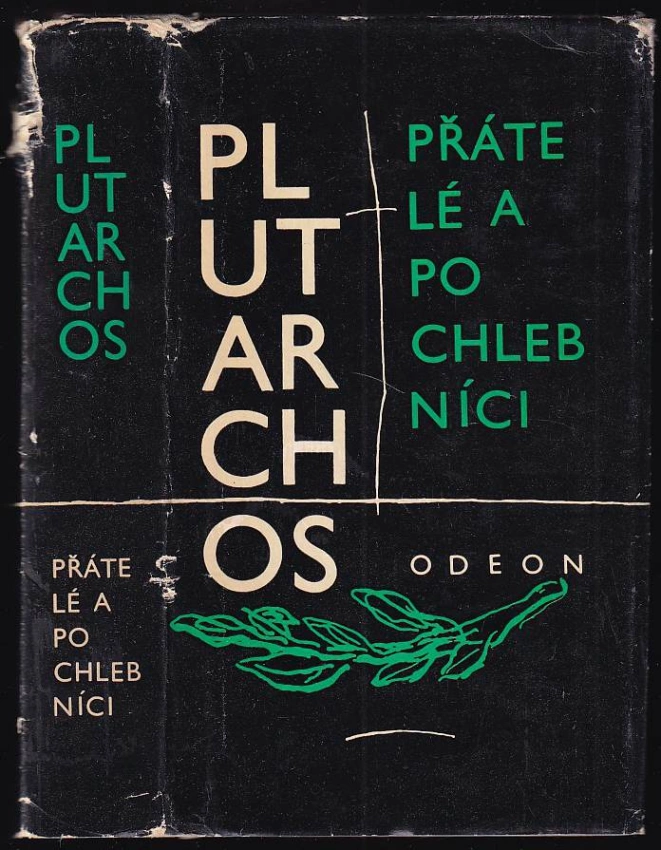 PL
UT
AR
CH
OS
PŘÁTE
LÉ A
PO
CHLEB
NÍCI
PL
UT
AR
CH
OS
PŘÁTE
LÉ A
PO
CHLEB
NÍCI
ODEON